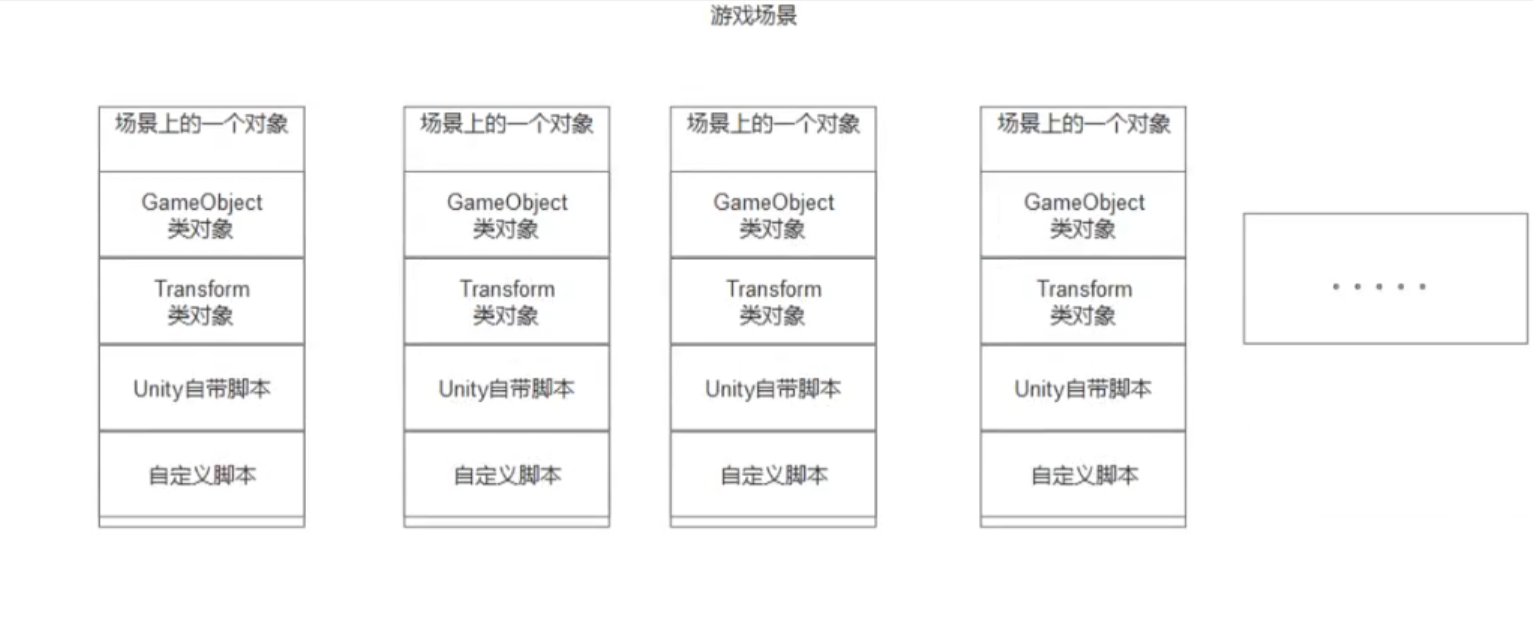 游戏场景
场景上的一个对象
GameObject
类对象
Transform
类对象
Unity自带脚本
自定义脚本
场景上的一个对象
GameObject
类对象
Transform
类对象
Unity自带脚本
自定义脚本
场景上的一个对象
GameObject
类对象
Transform
类对象
Unity自带脚本
自定义脚本
场景上的一个对象
GameObject
类对象
Transform
类对象
Unity自带脚本
自定义脚本
.....